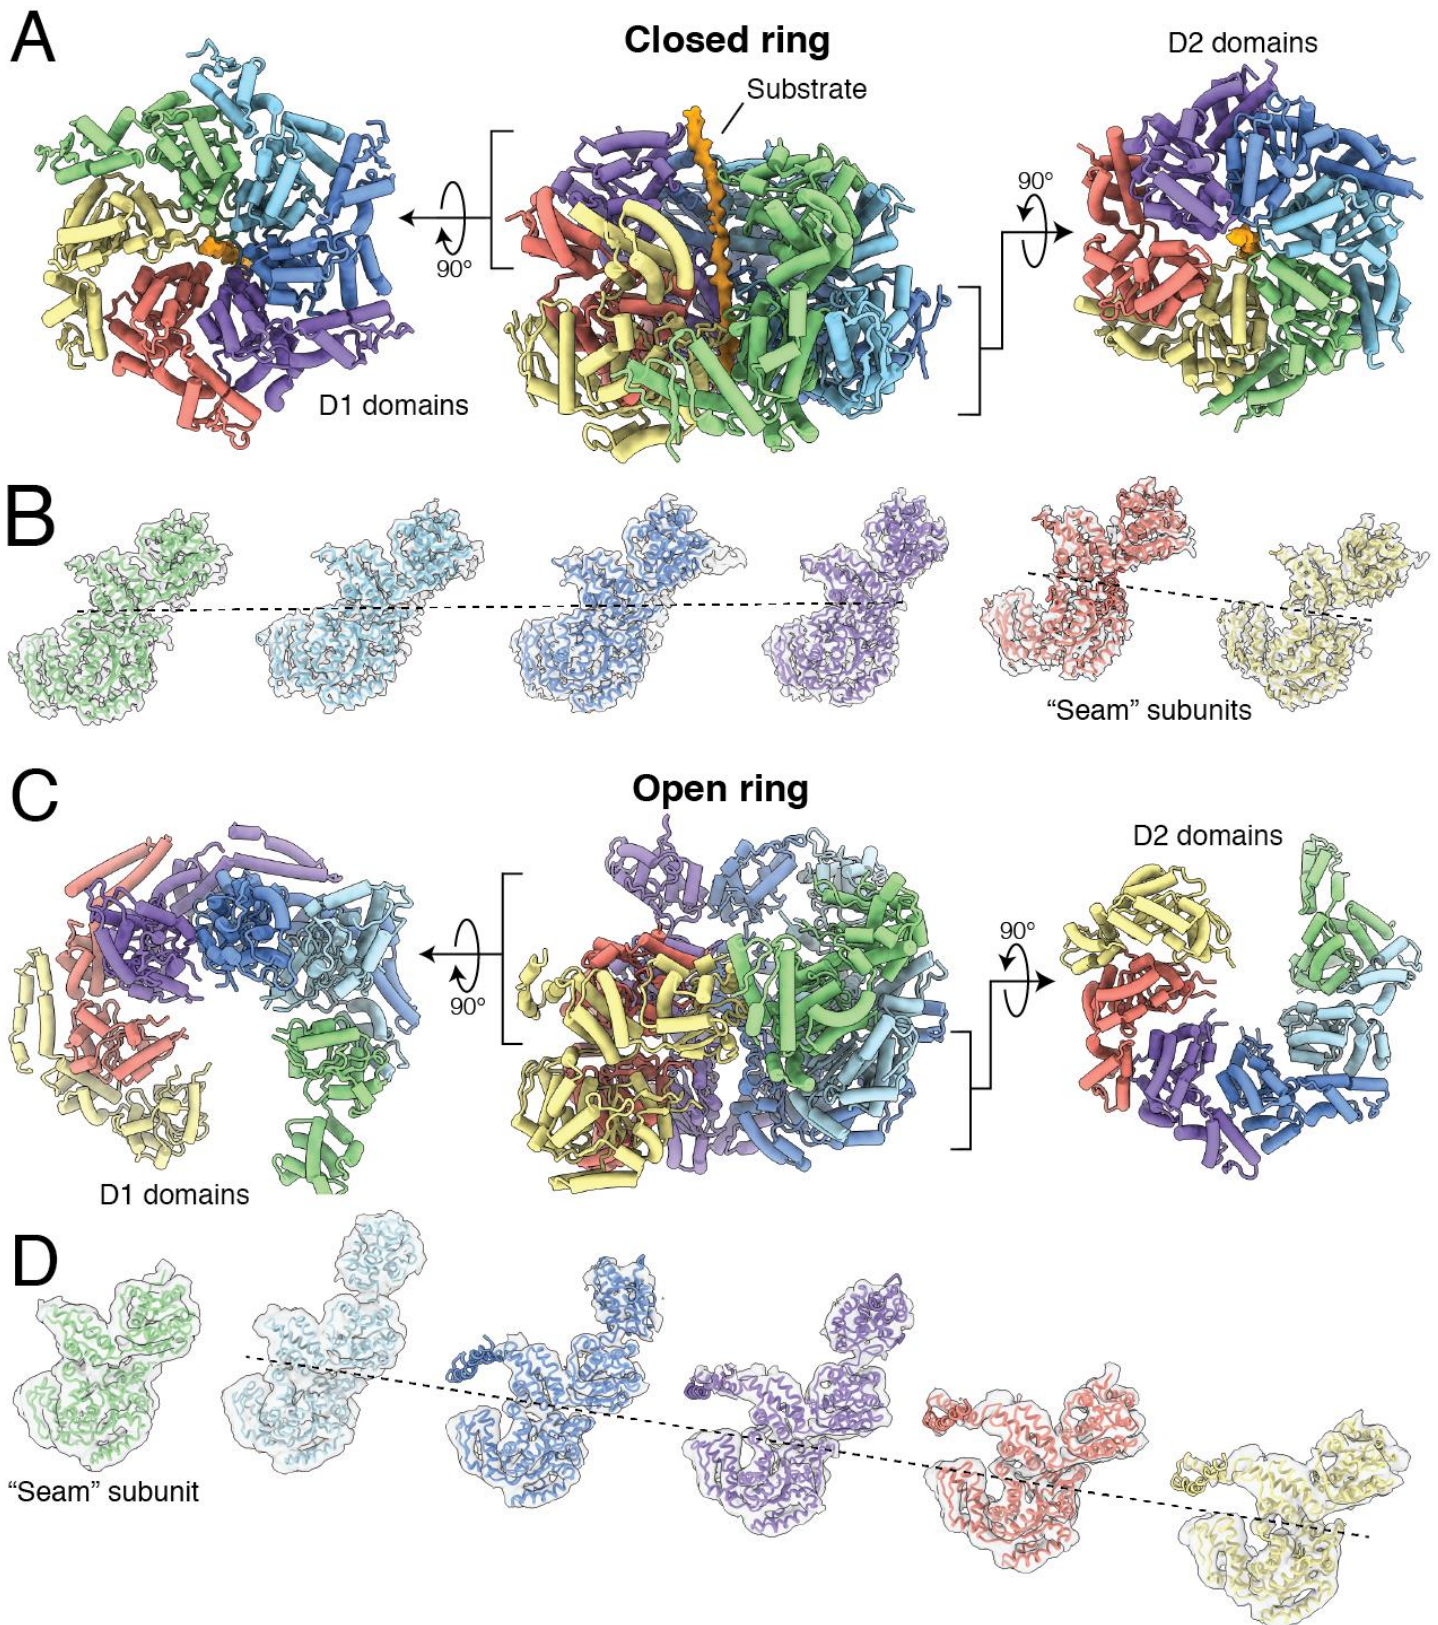 A
Closed ring
D2 domains
Substrate
90°
90°
D1 domains
B
“Seam” subunits
C
Open ring
D2 domains
90°
90°
D1 domains
D
“Seam” subunit